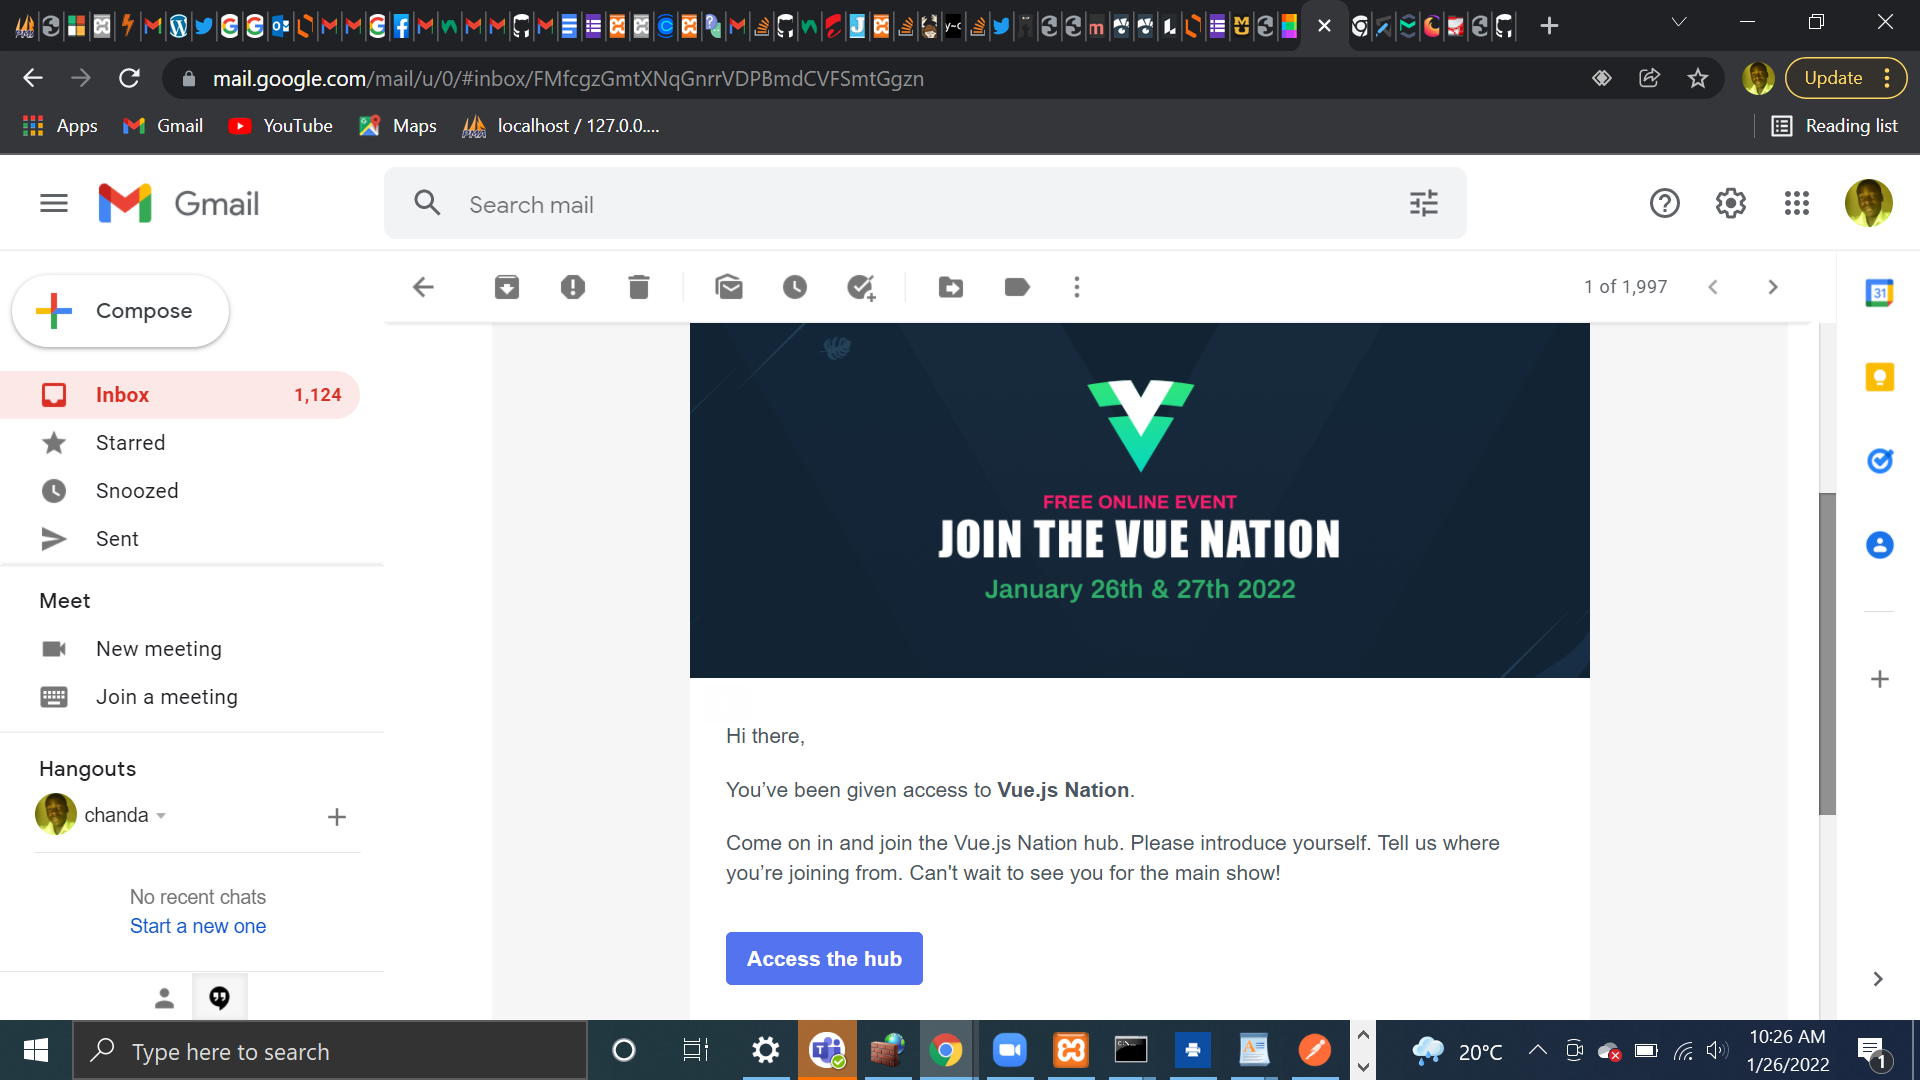 mail.google.com/mail/u/0/#inbox/FMfcgzGmtXNqGnrrVDPBmdCVFSmtGgzn
Update
Apps
Gmail
YouTube
Maps
localhost / 127.0.0....
Reading list
Gmail
Search mail
Compose
1 of 1,997
31
Inbox
1,124
Starred
Snoozed
Sent
Meet
New meeting
Join a meeting
Hangouts
chanda
No recent chats
Start a new one
FREE ONLINE EVENT
JOIN THE VUE NATION
January 26th & 27th 2022
Hi there,
You’ve been given access to Vue.js Nation.
Come on in and join the Vue.js Nation hub. Please introduce yourself. Tell us where
you’re joining from. Can't wait to see you for the main show!
Access the hub
Type here to search
20°C
10:26 AM
1/26/2022
1